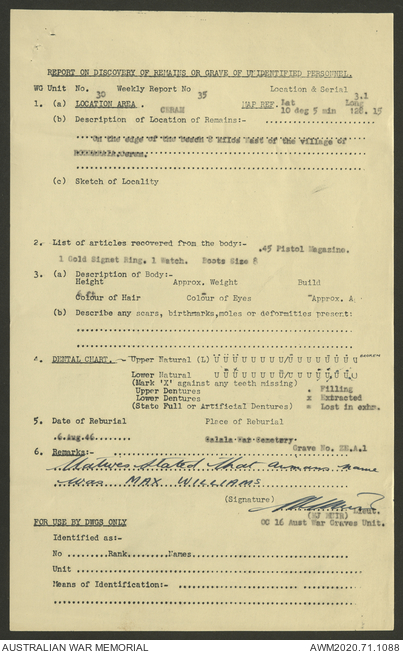 REPORT ON DISCOVERY OF REMAINS OR GRAVE OF UNIDENTIFIED PERSONNEL.
WG Unit No. 30 Weekly Report No 35 Location & Serial 3.1
1. (a) LOCATION AREA . CERAM MAP REF. Lat Long
10 deg 5 min 128. 15
(b) Description of Location of Remains:-
On the edge of the beach 8 miles of the village of
Ceram.
(c) Sketch of Locality
2. List of articles recovered from the body:- .45 Pistol Magazine.
1 Gold Signet Ring. 1 Watch. Boots Size 8
3. (a) Description of Body:-
Height Approx. Weight Build
6 ft
Colour of Hair Colour of Eyes Approx. A
(b) Describe any scars, birthmarks, moles or deformities present:
4. DENTAL CHART. Upper Natural (L) U U U U U U U U U U U U U U U U
Lower Natural U U U U U U U U U U U U U U U U
(Mark 'X' against any teeth missing)
Upper Dentures . Filling
Lower Dentures x Extracted
(State Full or Artificial Dentures) = Lost in exhm.
5. Date of Reburial Place of Reburial
6.Aug.46 War Cemetery
Grave No. A.1
6. Remarks:-
Natives stated that airmans name
was MAX WILLIAMS
(Signature) Lieut.
(MUIR)
OC 16 Aust War Graves Unit.
FOR USE BY DWGS ONLY
Identified as:-
No Rank Names
Unit
Means of Identification:-
AUSTRALIAN WAR MEMORIAL AWM2020.71.1088